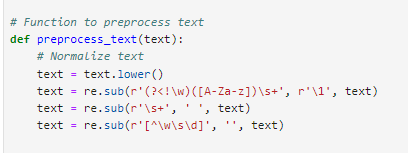 # Function to preprocess text
def preprocess_text(text):
    # Normalize text
    text = text.lower()
    text = re.sub(r'(?<!\w)([A-Za-z])\s+', r'\1', text)
    text = re.sub(r'\s+', ' ', text)
    text = re.sub(r'[^\w\s\d]', '', text)